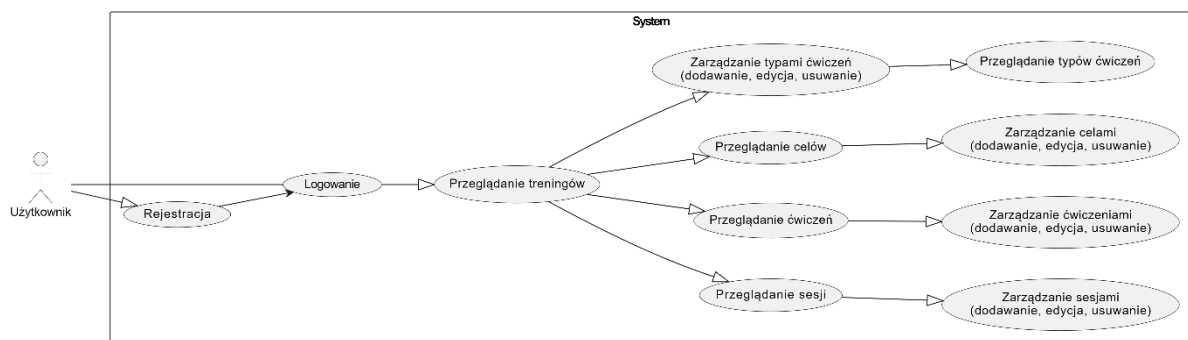 System
Użytkownik
Rejestracja
Logowanie
Przeglądanie treningów
Zarządzanie typami ćwiczeń
(dodawanie, edycja, usuwanie)
Przeglądanie typów ćwiczeń
Przeglądanie celów
Zarządzanie celami
(dodawanie, edycja, usuwanie)
Przeglądanie ćwiczeń
Zarządzanie ćwiczeniami
(dodawanie, edycja, usuwanie)
Przeglądanie sesji
Zarządzanie sesjami
(dodawanie, edycja, usuwanie)